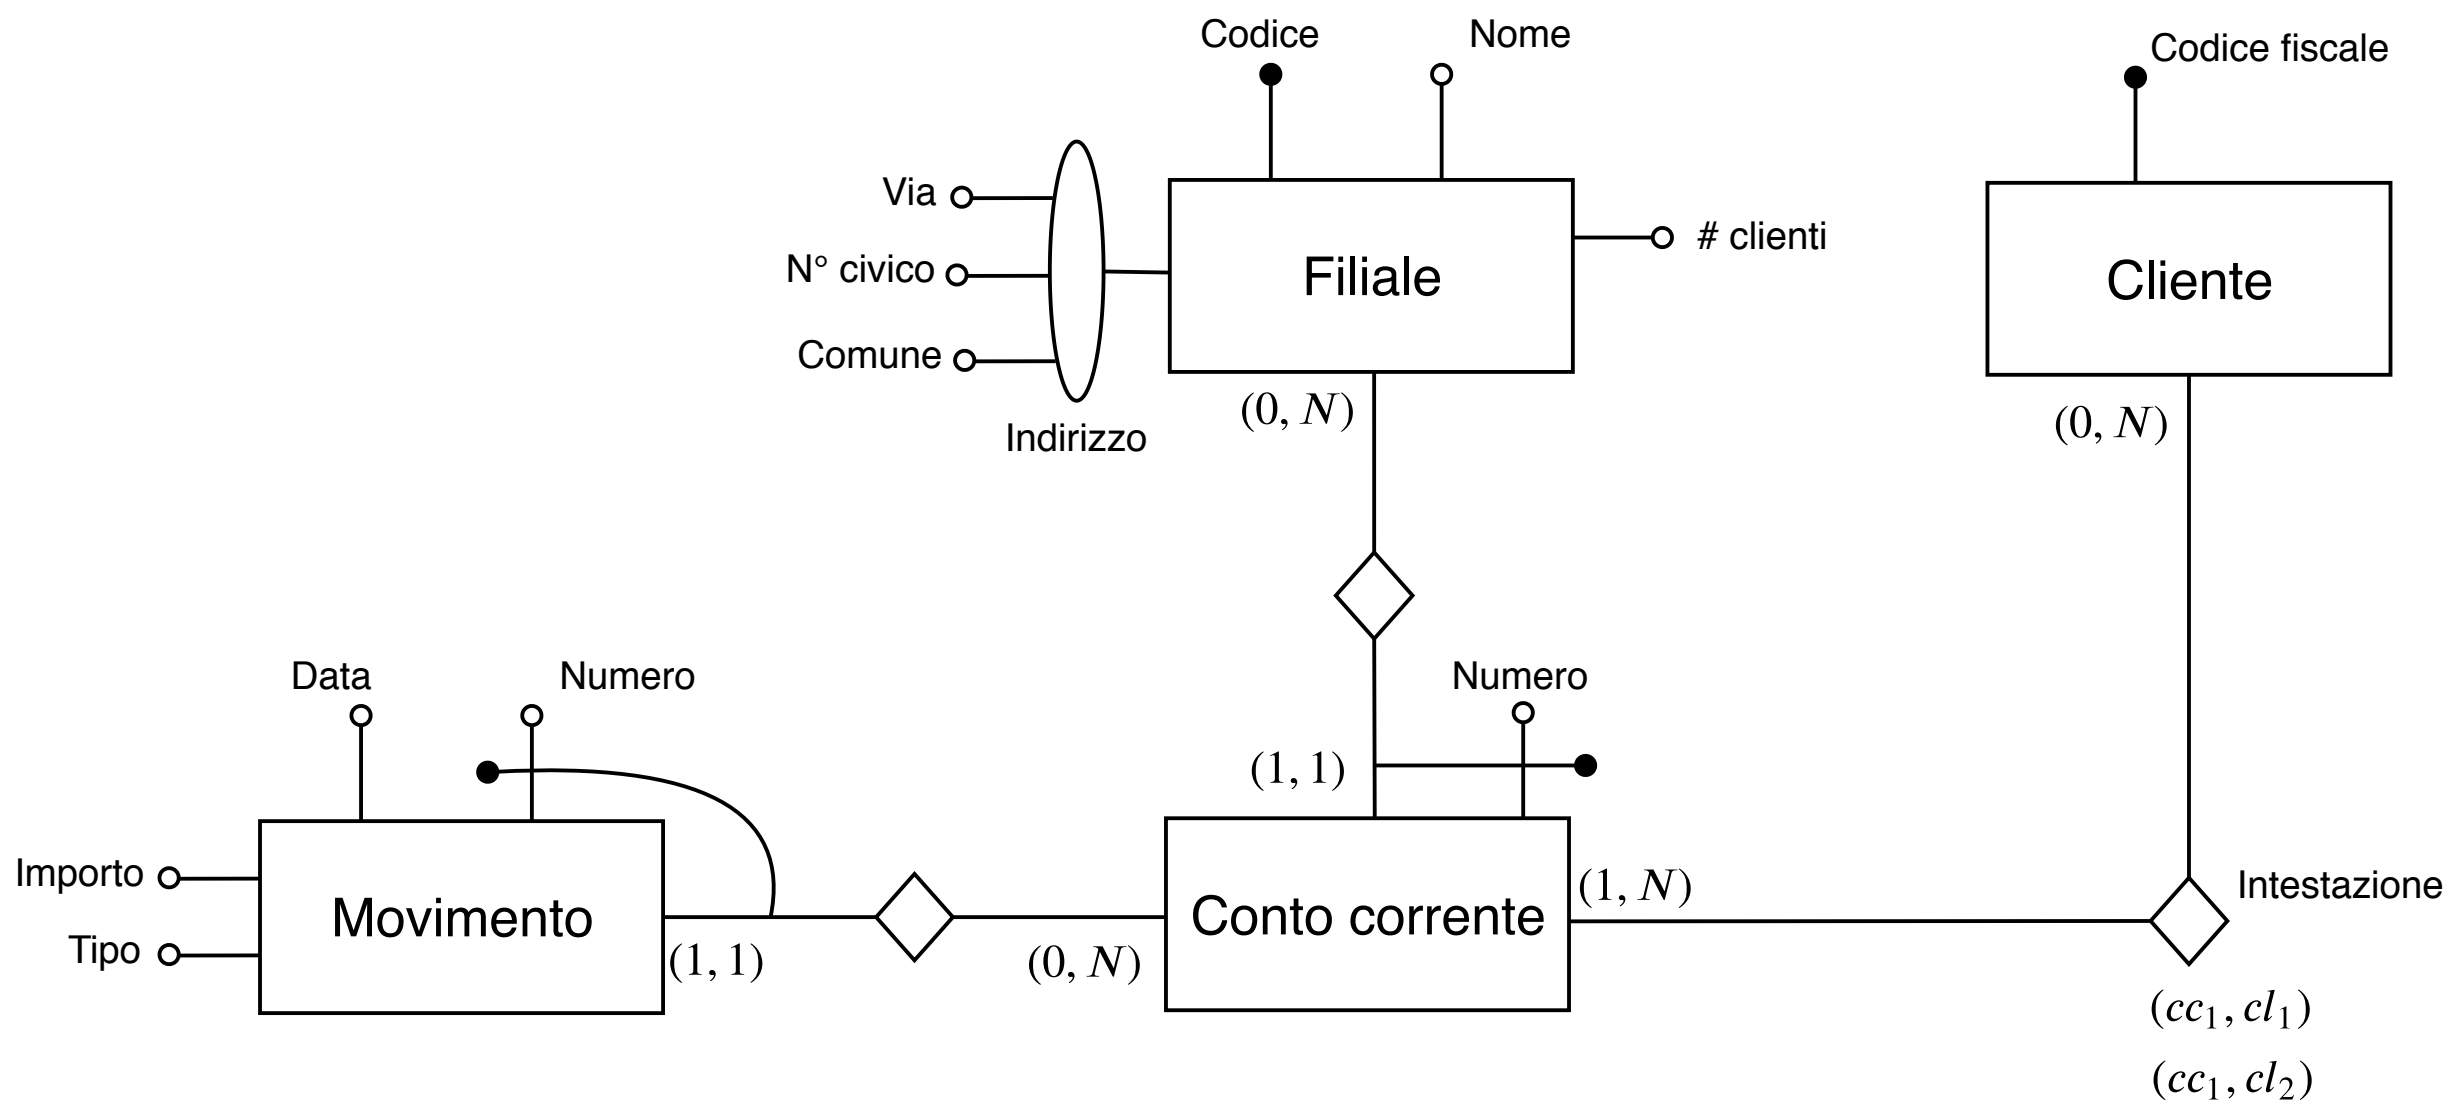 Codice
Nome
Codice fiscale
Via
N° civico
Comune
Indirizzo
Filiale
# clienti
Cliente
(0, N)
(0, N)
Data
Numero
Numero
(1, 1)
Importo
Tipo
Movimento
(1, 1)
(0, N)
Conto corrente
(1, N)
Intestazione
(cc₁, cl₁)
(cc₁, cl₂)